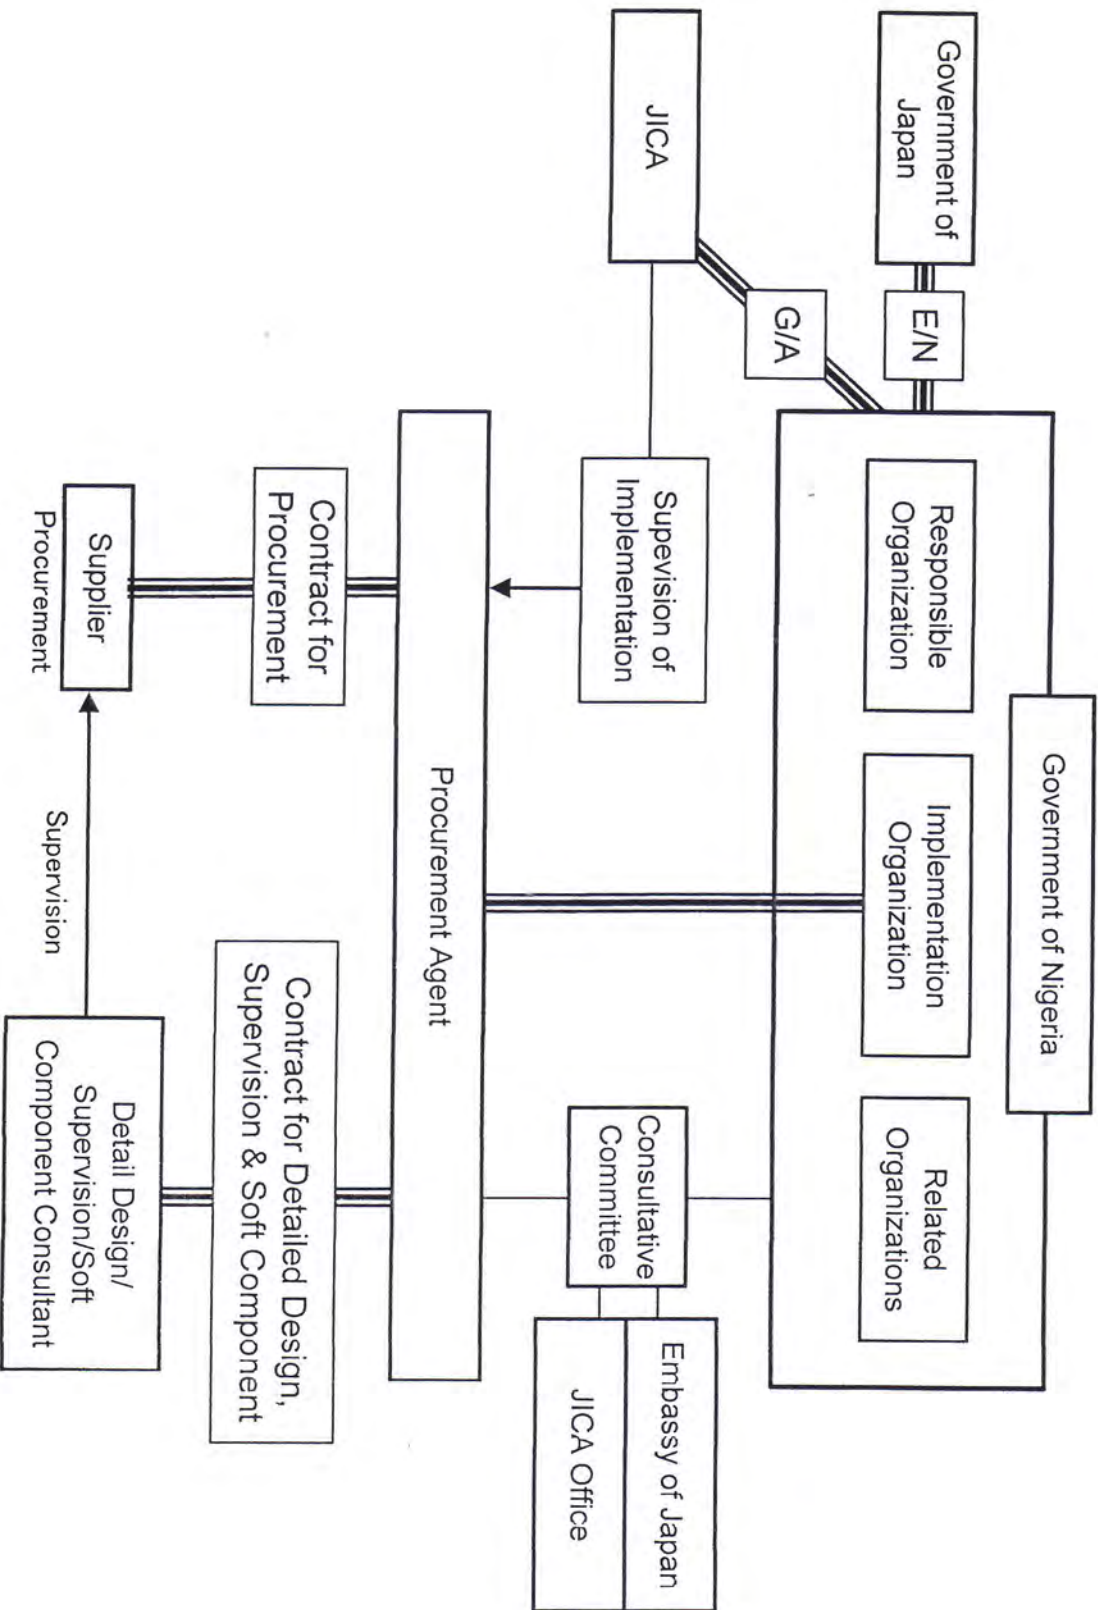 Government of Nigeria
Government of
Japan
E/N
Responsible
Organization
Implementation
Organization
Related
Organizations
G/A
JICA
Supevision of
Implementation
Consultative
Committee
Embassy of Japan
JICA Office
Procurement Agent
Contract for
Procurement
Contract for Detailed Design,
Supervision & Soft Component
Supplier
Procurement
Supervision
Detail Design/
Supervision/Soft
Component Consultant